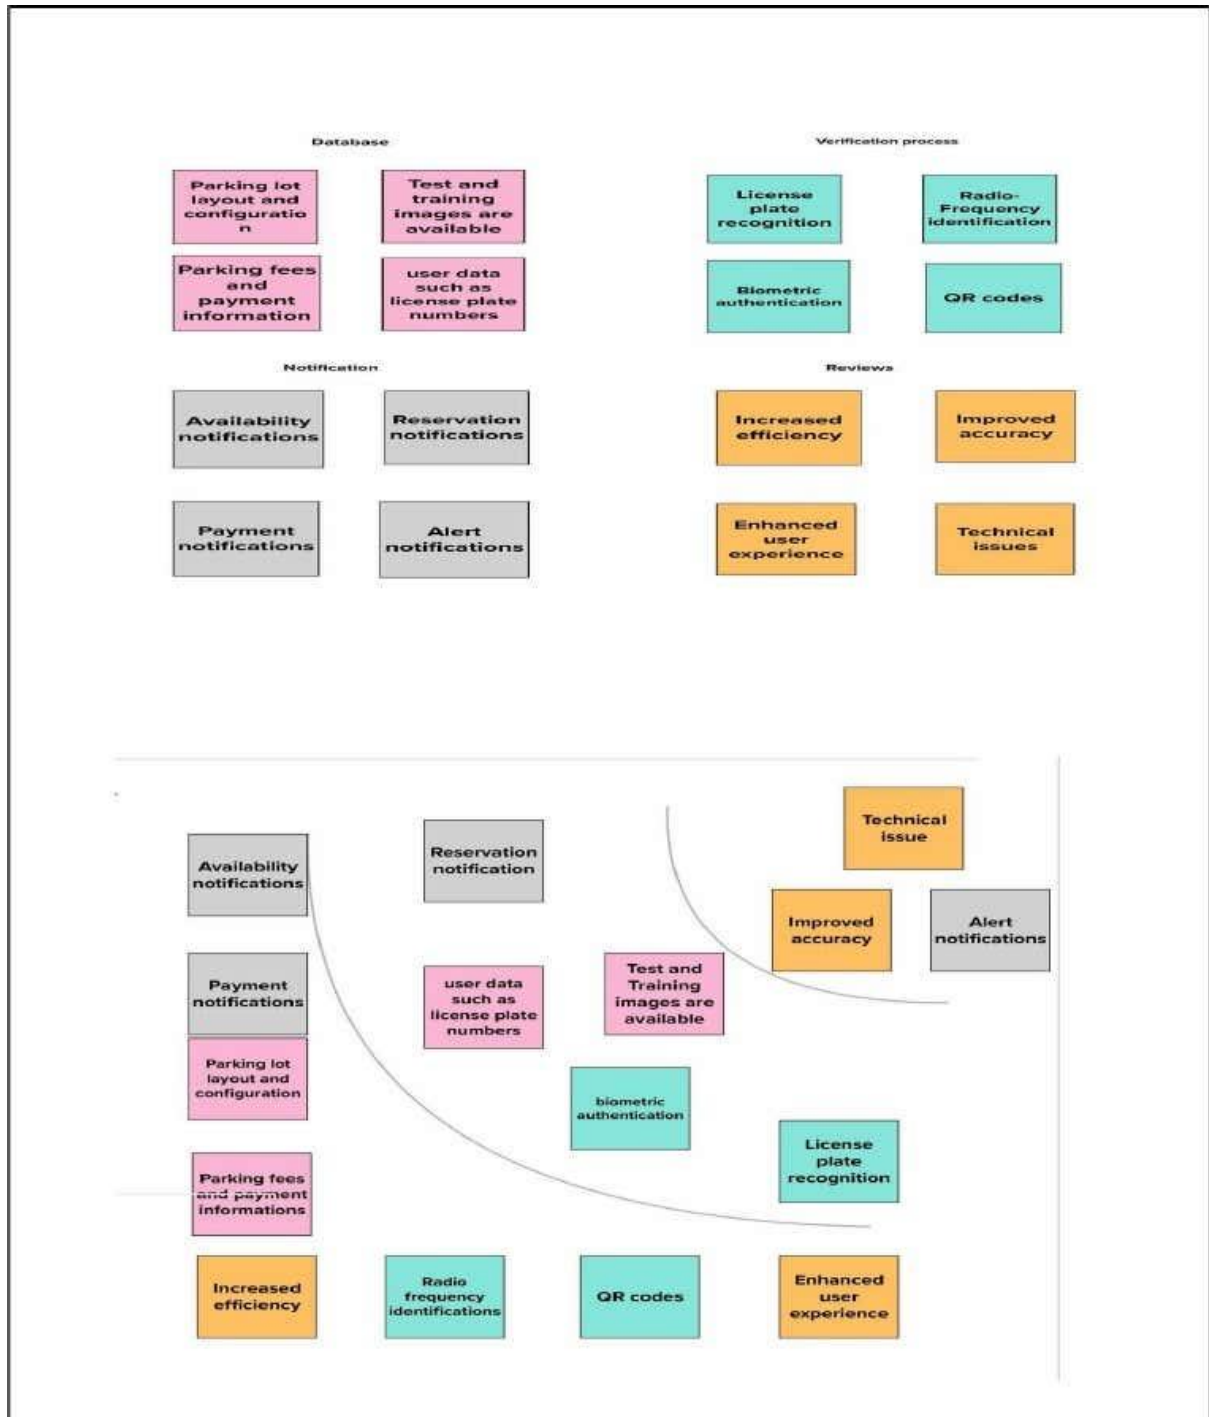 Database
Parking lot
layout and
configuratio
n
Test and
training
images are
available
Parking fees
and
payment
information
user data
such as
license plate
numbers
Verification process
License
plate
recognition
Radio-
Frequency
identification
Biometric
authentication
QR codes
Notification
Availability
notifications
Reservation
notifications
Payment
notifications
Alert
notifications
Reviews
Increased
efficiency
Improved
accuracy
Enhanced
user
experience
Technical
issues
Technical
issue
Availability
notifications
Reservation
notification
Improved
accuracy
Alert
notifications
Payment
notifications
user data
such as
license plate
numbers
Test and
Training
images are
available
Parking lot
layout and
configuration
biometric
authentication
License
plate
recognition
Parking fees
and payment
informations
Increased
efficiency
Radio
frequency
identifications
QR codes
Enhanced
user
experience